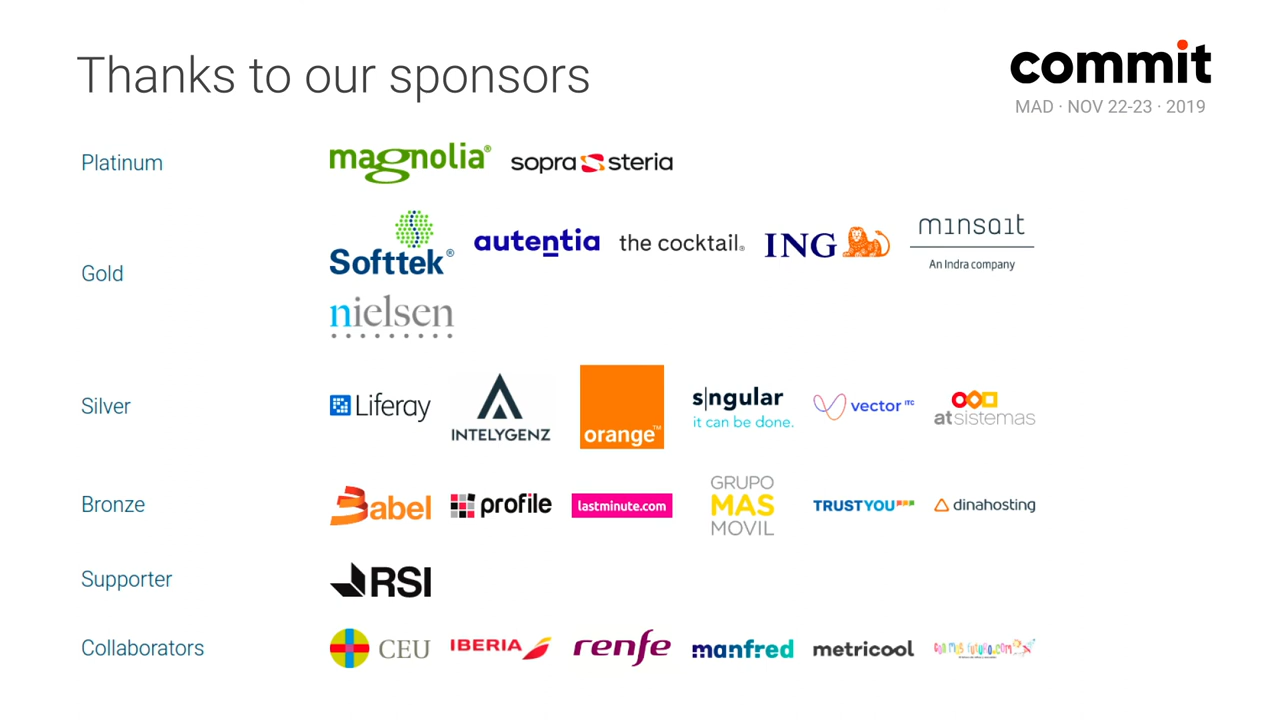 Thanks to our sponsors
commit
MAD · NOV 22-23 · 2019
Platinum
magnolia®
sopra steria
Gold
Softtek®
autentia
the cocktail®
ING
minsait
An Indra company
nielsen
Silver
Liferay
INTELYGENZ
orange™
s|ngular
it can be done.
vector ITC
atsistemas
Bronze
Babel
profile
lastminute.com
GRUPO
MAS
MOVIL
TRUSTYOU
dinahosting
Supporter
RSI
Collaborators
CEU
IBERIA
renfe
manfred
metricool